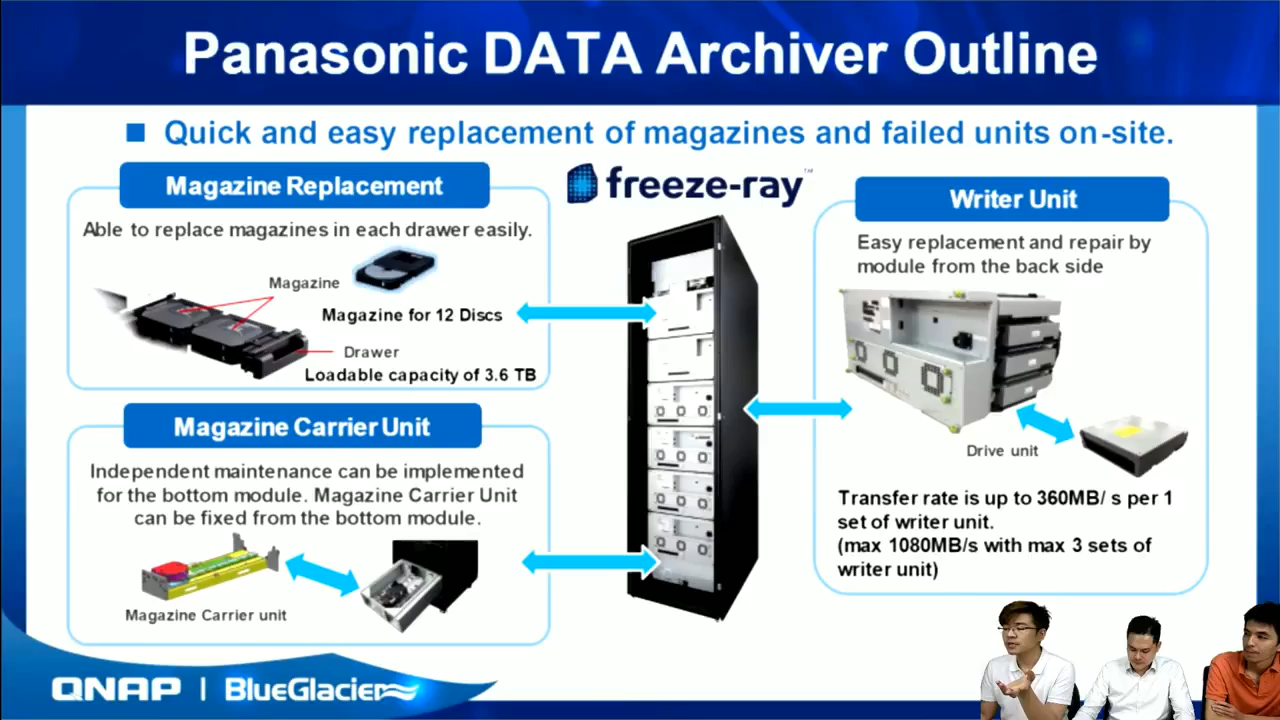 Panasonic DATA Archiver Outline
Quick and easy replacement of magazines and failed units on-site.
Magazine Replacement
Able to replace magazines in each drawer easily.
Magazine
Magazine for 12 Discs
Drawer
Loadable capacity of 3.6 TB
Magazine Carrier Unit
Independent maintenance can be implemented
for the bottom module. Magazine Carrier Unit
can be fixed from the bottom module.
Magazine Carrier unit
freeze-ray™
Writer Unit
Easy replacement and repair by
module from the back side
Drive unit
Transfer rate is up to 360MB/ s per 1
set of writer unit.
(max 1080MB/s with max 3 sets of
writer unit)
QNAP | BlueGlacier